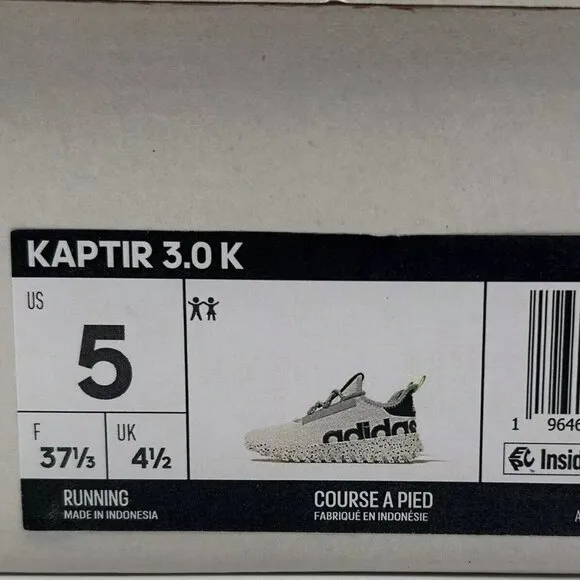 KAPTIR 3.0 K
US
5
F
37⅓
UK
4½
adidas
1 9646
Insid
RUNNING
MADE IN INDONESIA
COURSE A PIED
FABRIQUÉ EN INDONÉSIE
A